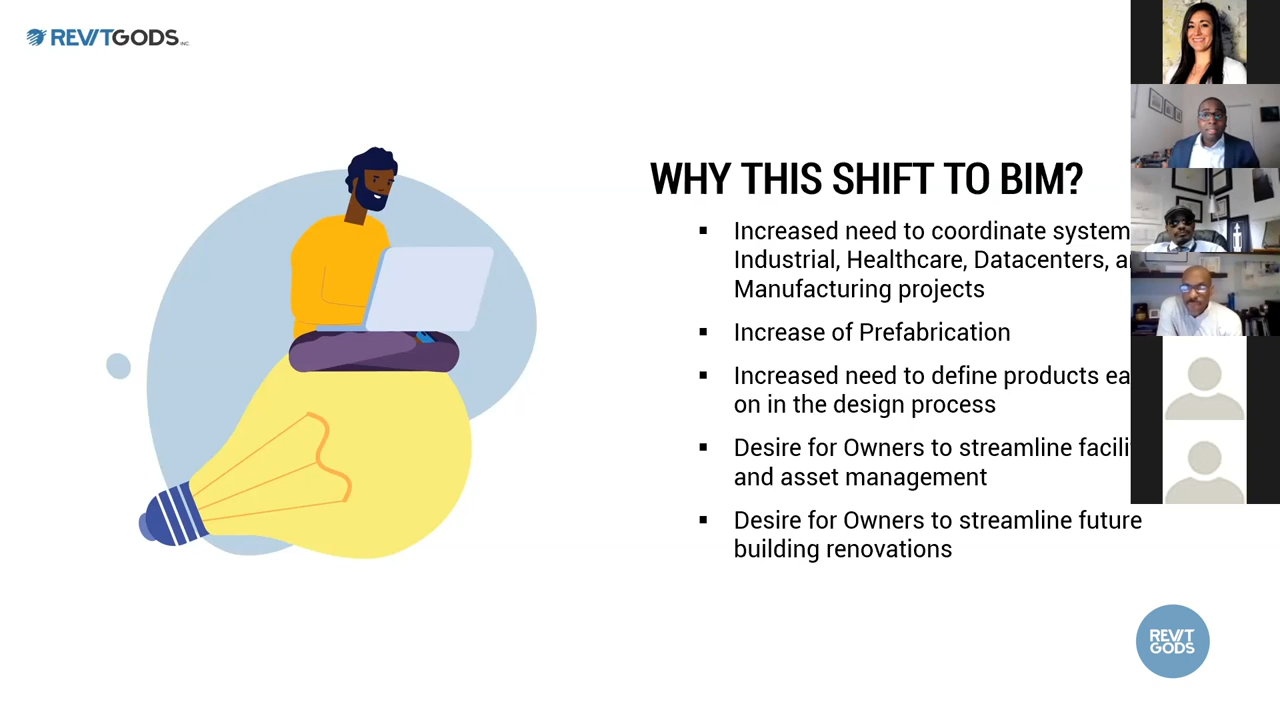 REVITGODS INC.
WHY THIS SHIFT TO BIM?
▪ Increased need to coordinate system
Industrial, Healthcare, Datacenters,
Manufacturing projects
▪ Increase of Prefabrication
▪ Increased need to define products
on in the design process
▪ Desire for Owners to streamline
and asset management
▪ Desire for Owners to streamline future
building renovations
REVIT
GODS